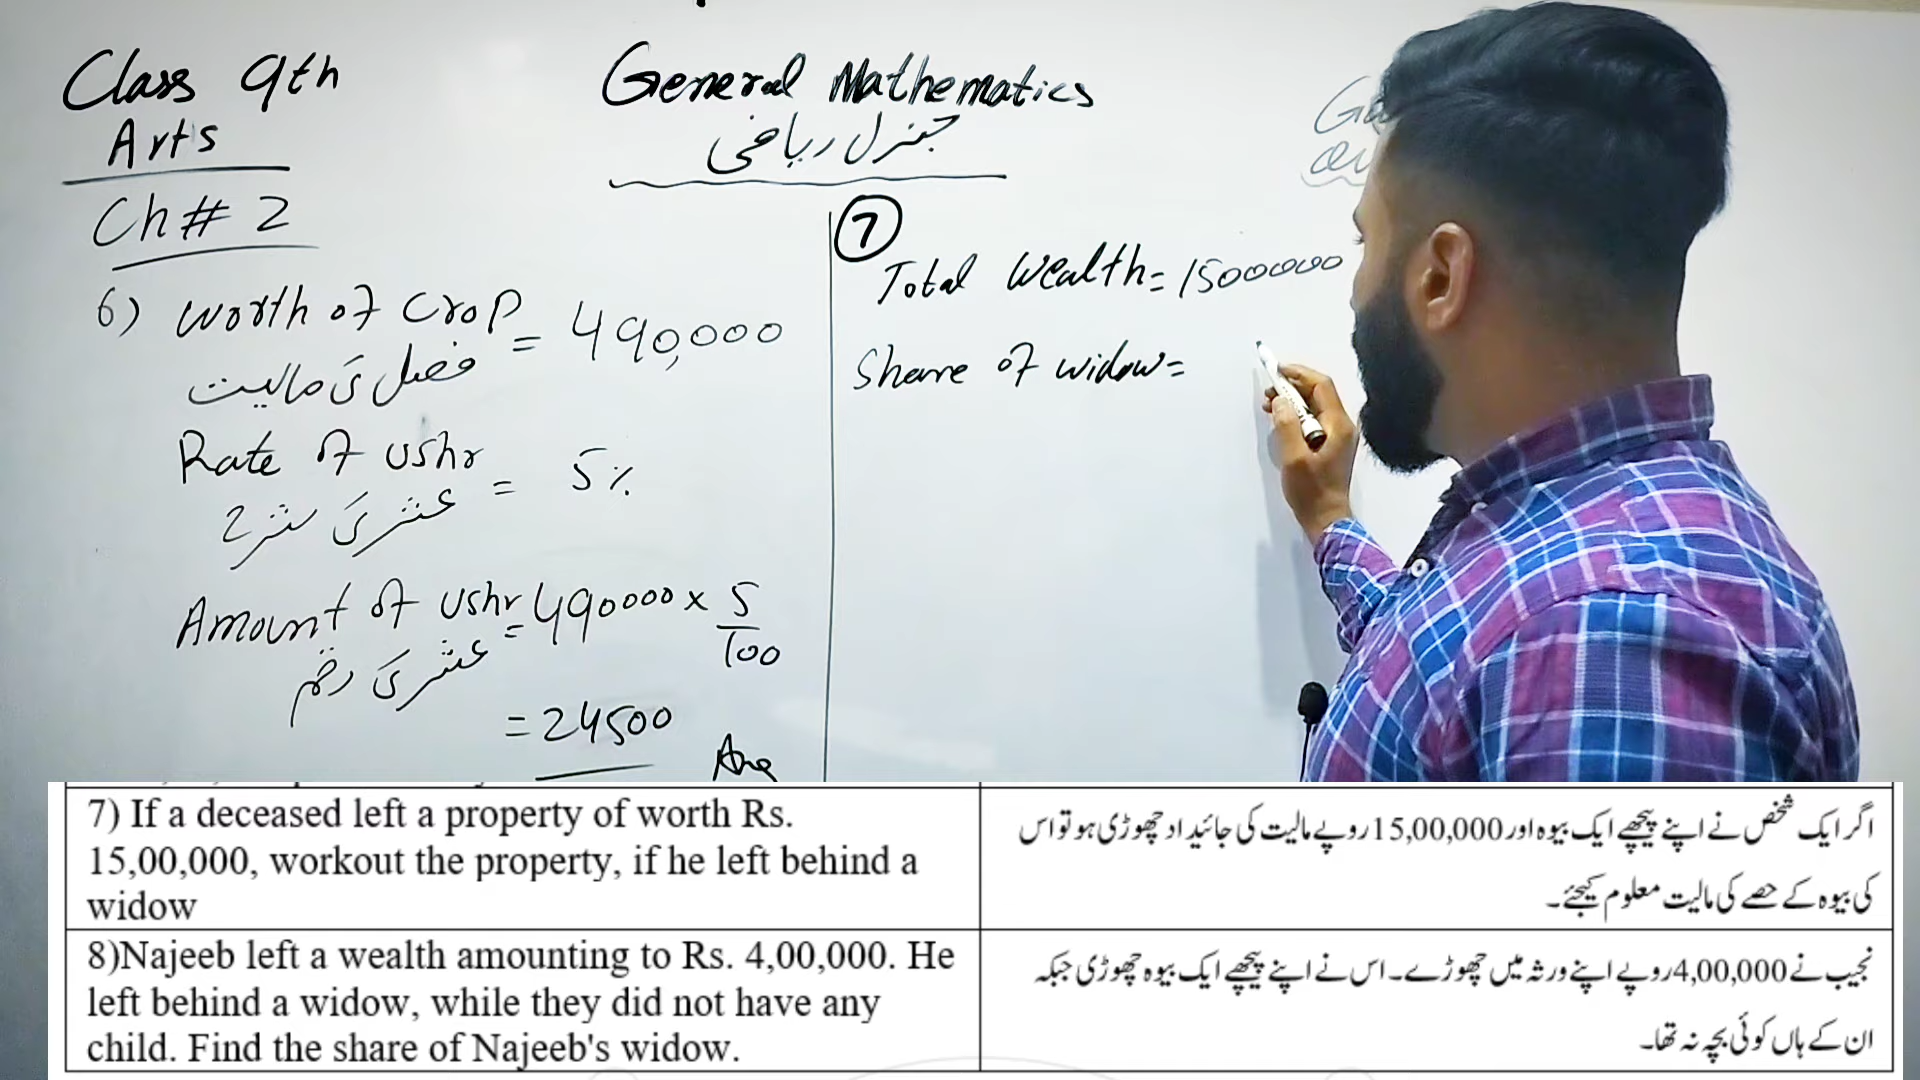 Class 9th
Arts
Ch# 2
General Mathematics
جنرل ریاضی
6) Worth of Crop = 490,000
فصل کی مالیت
Rate of ushr = 5%
عشر کی شرح
Amount of ushr = 490000 x 5/100
عشر کی رقم
= 24500
Ans
7
Total Wealth = 1500000
Share of widow =
7) If a deceased left a property of worth Rs.
15,00,000, workout the property, if he left behind a
widow
اگر ایک شخص نے اپنے پیچھے ایک بیوہ اور 15,00,000 روپے مالیت کی جائیداد چھوڑی ہو تو اس
کی بیوہ کے حصے کی مالیت معلوم کیجئے۔
8)Najeeb left a wealth amounting to Rs. 4,00,000. He
left behind a widow, while they did not have any
child. Find the share of Najeeb's widow.
نجیب نے 4,00,000 روپے اپنے ورثہ میں چھوڑے۔ اس نے اپنے پیچھے ایک بیوہ چھوڑی جبکہ
ان کے ہاں کوئی بچہ نہ تھا۔